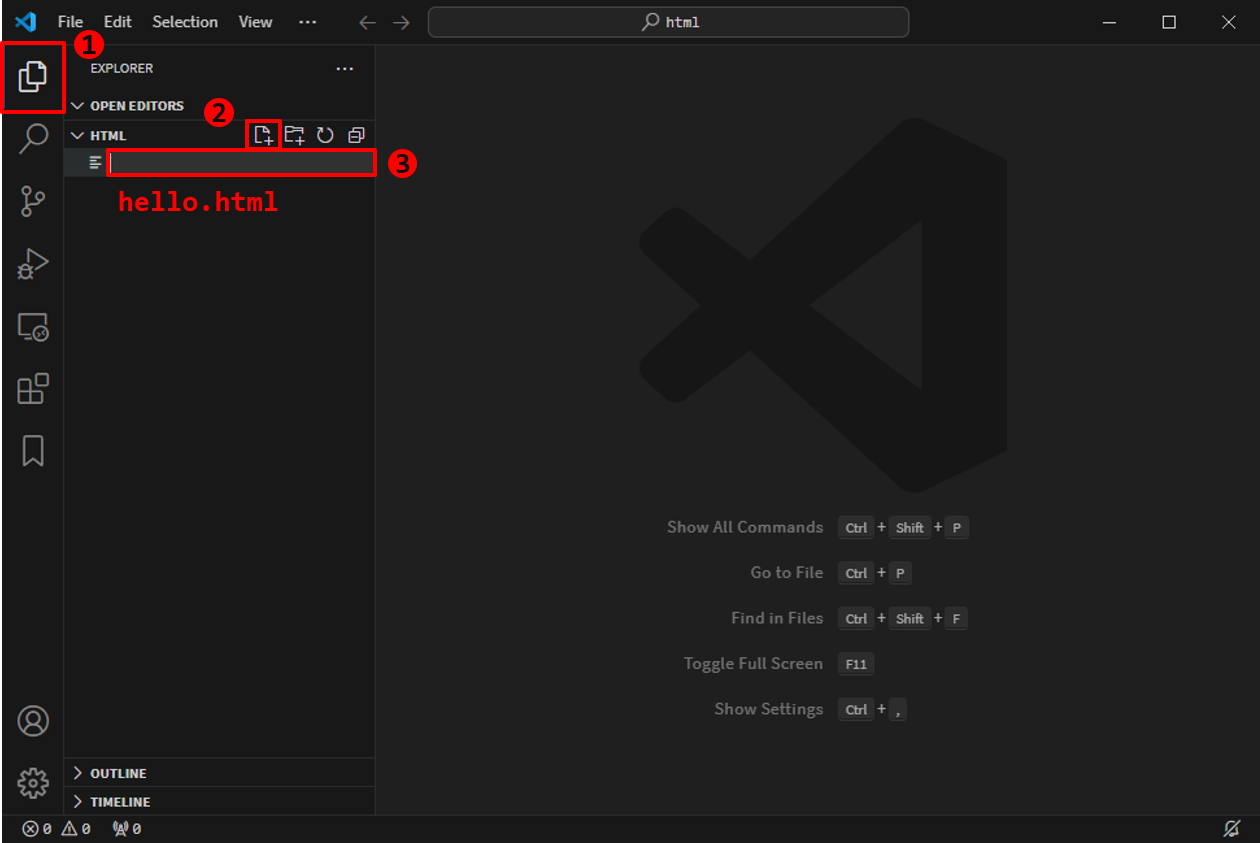 File Edit Selection View ··· html
1
EXPLORER ···
OPEN EDITORS
2
HTML
3
hello.html
Show All Commands Ctrl + Shift + P
Go to File Ctrl + P
Find in Files Ctrl + Shift + F
Toggle Full Screen F11
Show Settings Ctrl + ,
OUTLINE
TIMELINE
0 0 0